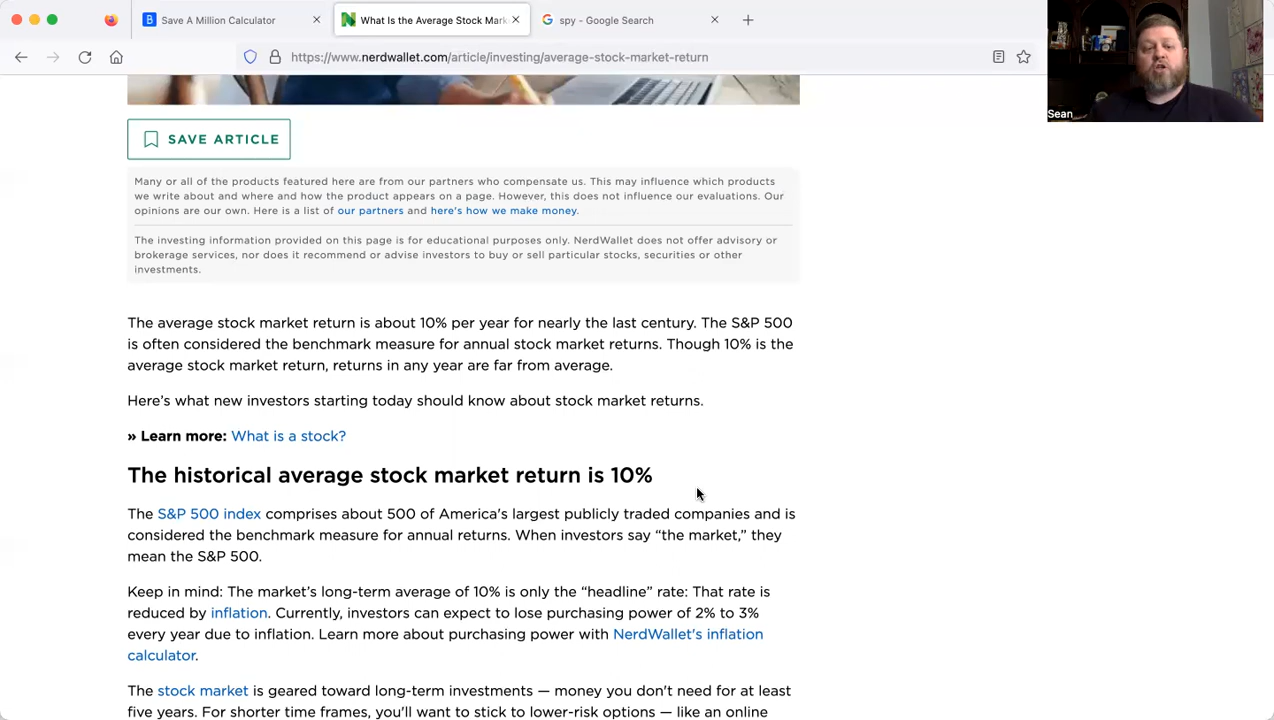 Save A Million Calculator
What Is the Average Stock Mark
spy - Google Search
https://www.nerdwallet.com/article/investing/average-stock-market-return
Sean
SAVE ARTICLE
Many or all of the products featured here are from our partners who compensate us. This may influence which products
we write about and where and how the product appears on a page. However, this does not influence our evaluations. Our
opinions are our own. Here is a list of our partners and here's how we make money.
The investing information provided on this page is for educational purposes only. NerdWallet does not offer advisory or
brokerage services, nor does it recommend or advise investors to buy or sell particular stocks, securities or other
investments.
The average stock market return is about 10% per year for nearly the last century. The S&P 500
is often considered the benchmark measure for annual stock market returns. Though 10% is the
average stock market return, returns in any year are far from average.
Here's what new investors starting today should know about stock market returns.
» Learn more: What is a stock?
The historical average stock market return is 10%
The S&P 500 index comprises about 500 of America's largest publicly traded companies and is
considered the benchmark measure for annual returns. When investors say “the market,” they
mean the S&P 500.
Keep in mind: The market’s long-term average of 10% is only the “headline” rate: That rate is
reduced by inflation. Currently, investors can expect to lose purchasing power of 2% to 3%
every year due to inflation. Learn more about purchasing power with NerdWallet's inflation
calculator.
The stock market is geared toward long-term investments — money you don't need for at least
five years. For shorter time frames, you'll want to stick to lower-risk options — like an online